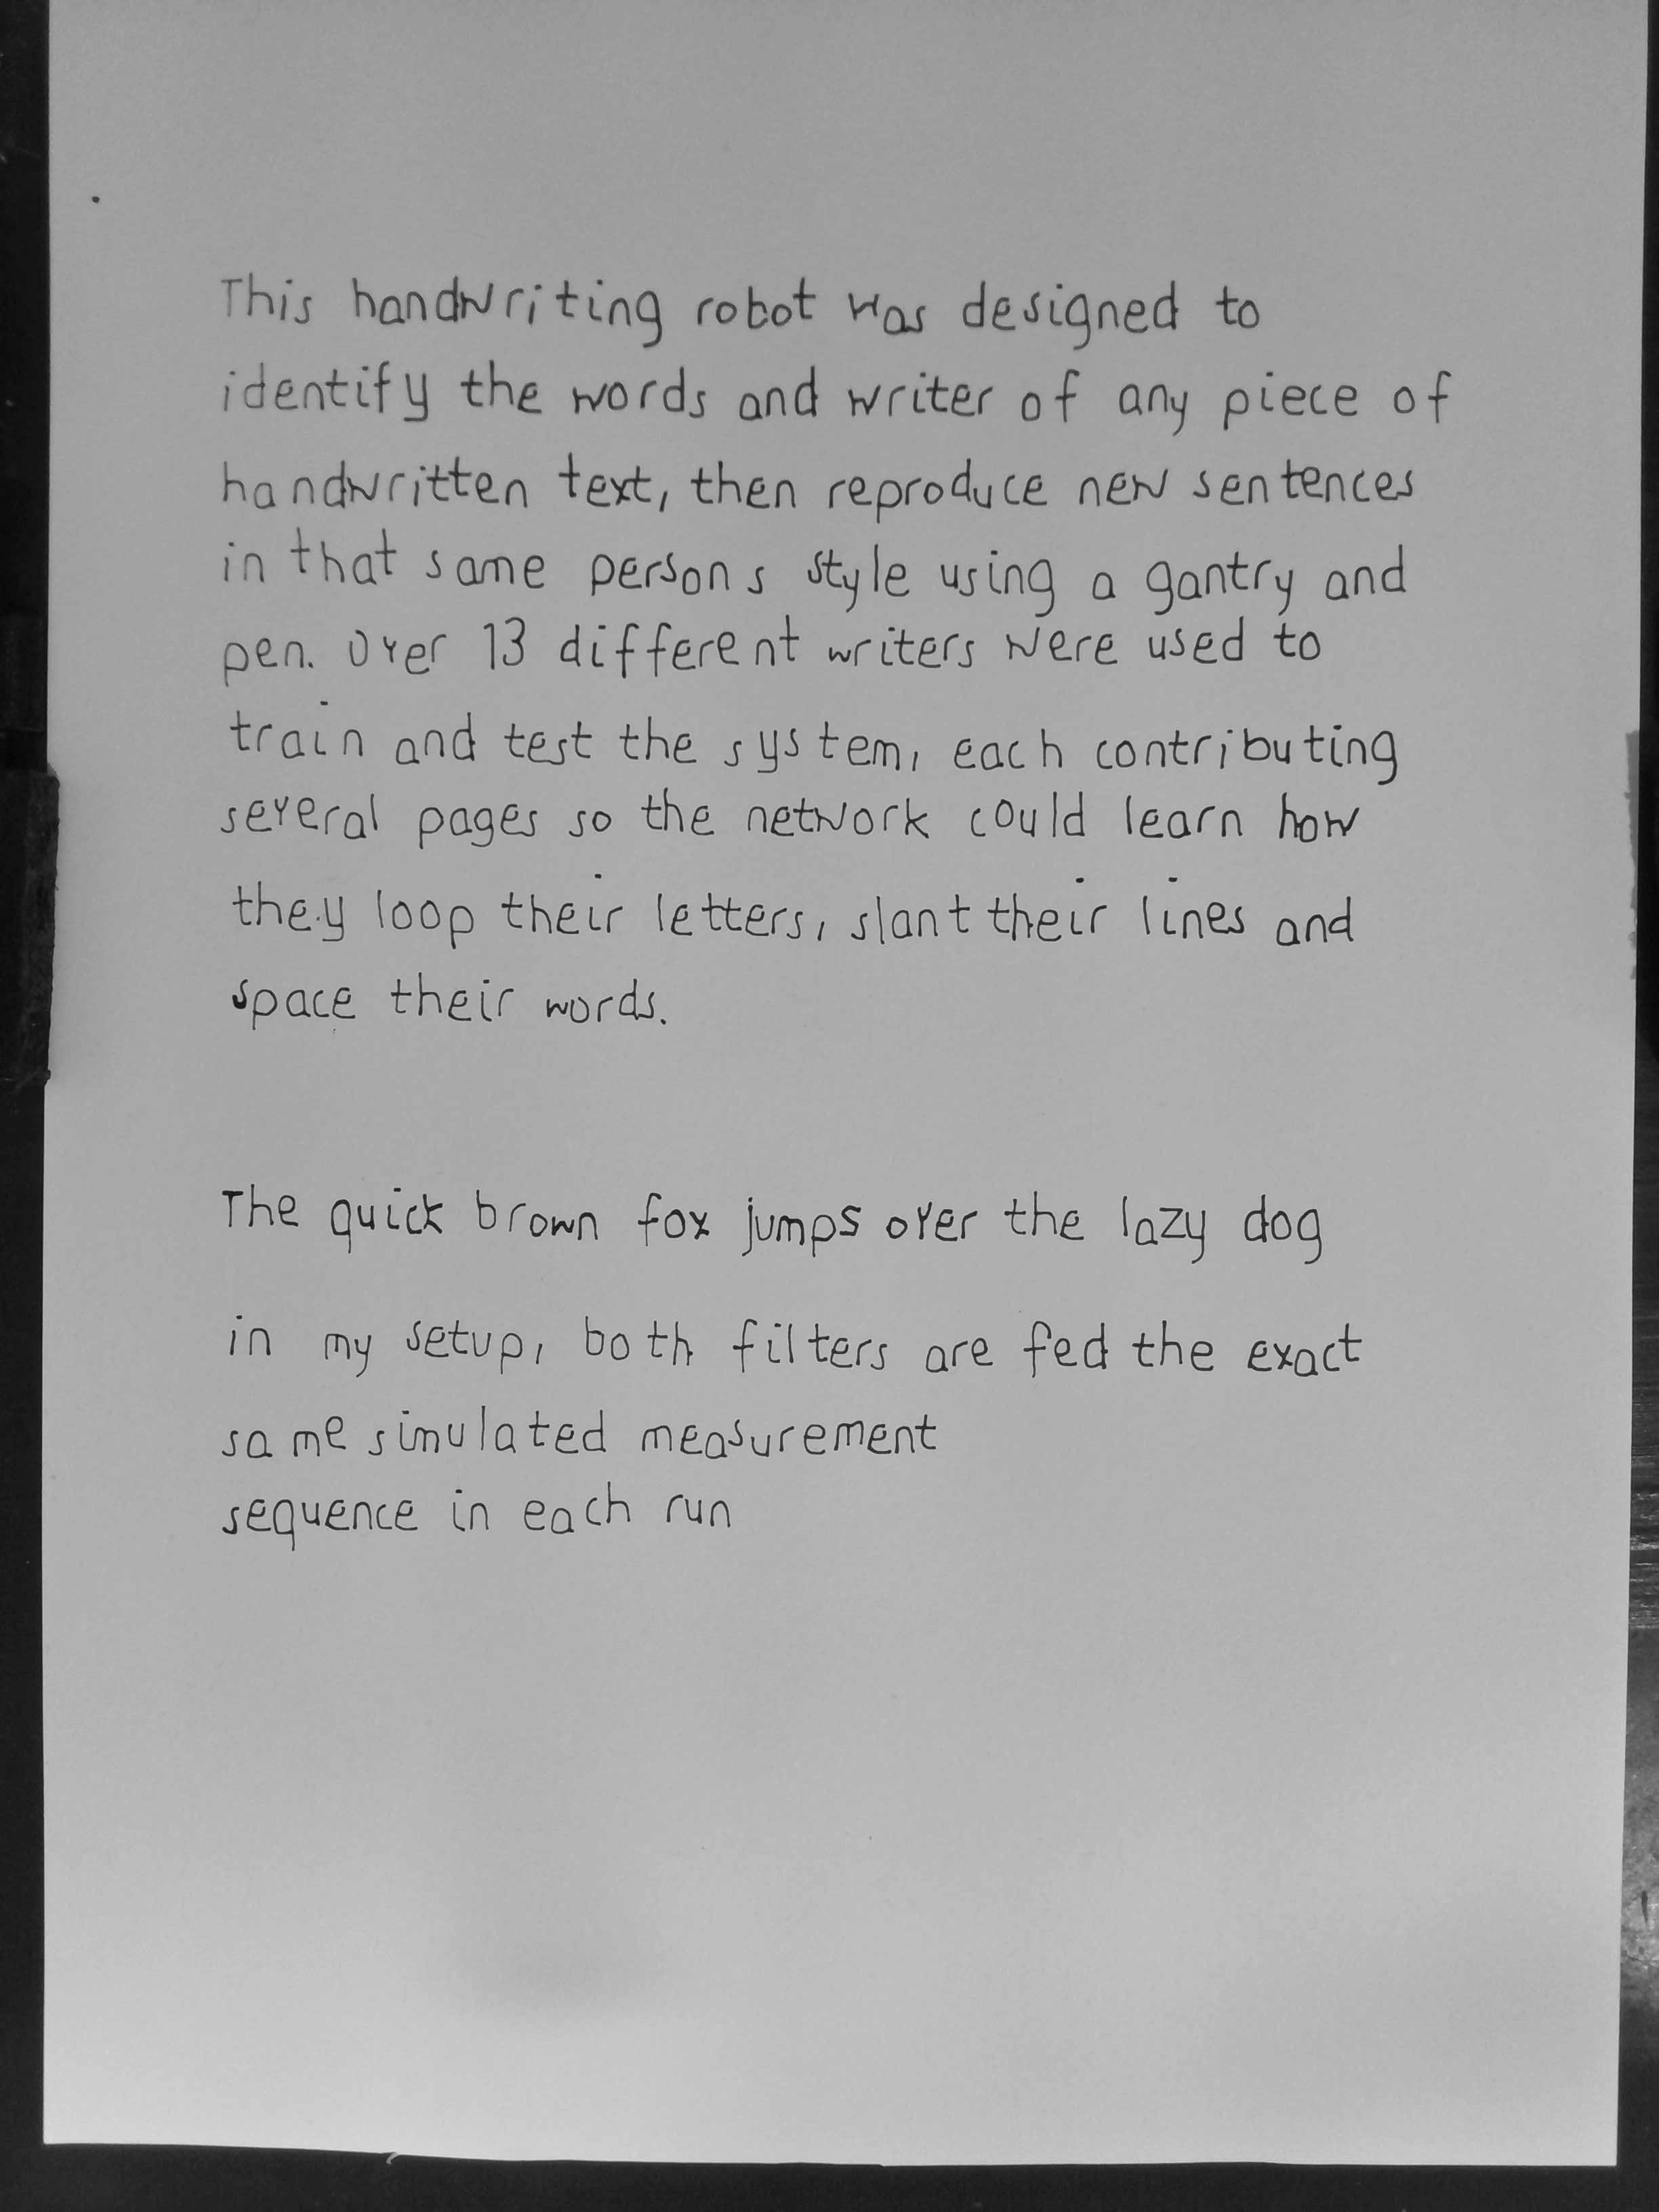 This handwriting robot was designed to
identify the words and writer of any piece of
handwritten text, then reproduce new sentences
in that same persons style using a gantry and
pen. Over 13 different writers were used to
train and test the system, each contributing
several pages so the network could learn how
they loop their letters, slant their lines and
space their words.
The quick brown fox jumps over the lazy dog
in my setup, both filters are fed the exact
same simulated measurement
sequence in each run